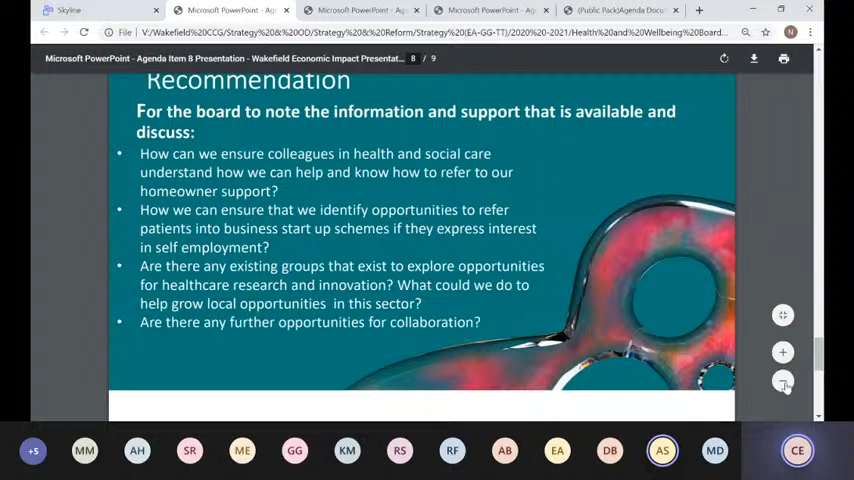 Skyline
Microsoft PowerPoint - Age
Microsoft PowerPoint - Ag
Microsoft PowerPoint - Ag
(Public Pack)Agenda Docu
V:/Wakefield%20CCG/Strategy%20&%20OD/Strategy%20&%20Reform/Strategy%20(EA-GG-TT)/2020%20-2021/Health%20and%20Wellbeing%20Board...
N
Microsoft PowerPoint - Agenda Item 8 Presentation - Wakefield Economic Impact Presentat...
8 / 9
Recommendation
For the board to note the information and support that is available and
discuss:
• How can we ensure colleagues in health and social care
understand how we can help and know how to refer to our
homeowner support?
• How we can ensure that we identify opportunities to refer
patients into business start up schemes if they express interest
in self employment?
• Are there any existing groups that exist to explore opportunities
for healthcare research and innovation? What could we do to
help grow local opportunities in this sector?
• Are there any further opportunities for collaboration?
+5 MM AH SR ME GG KM RS RF AB EA DB AS MD CE